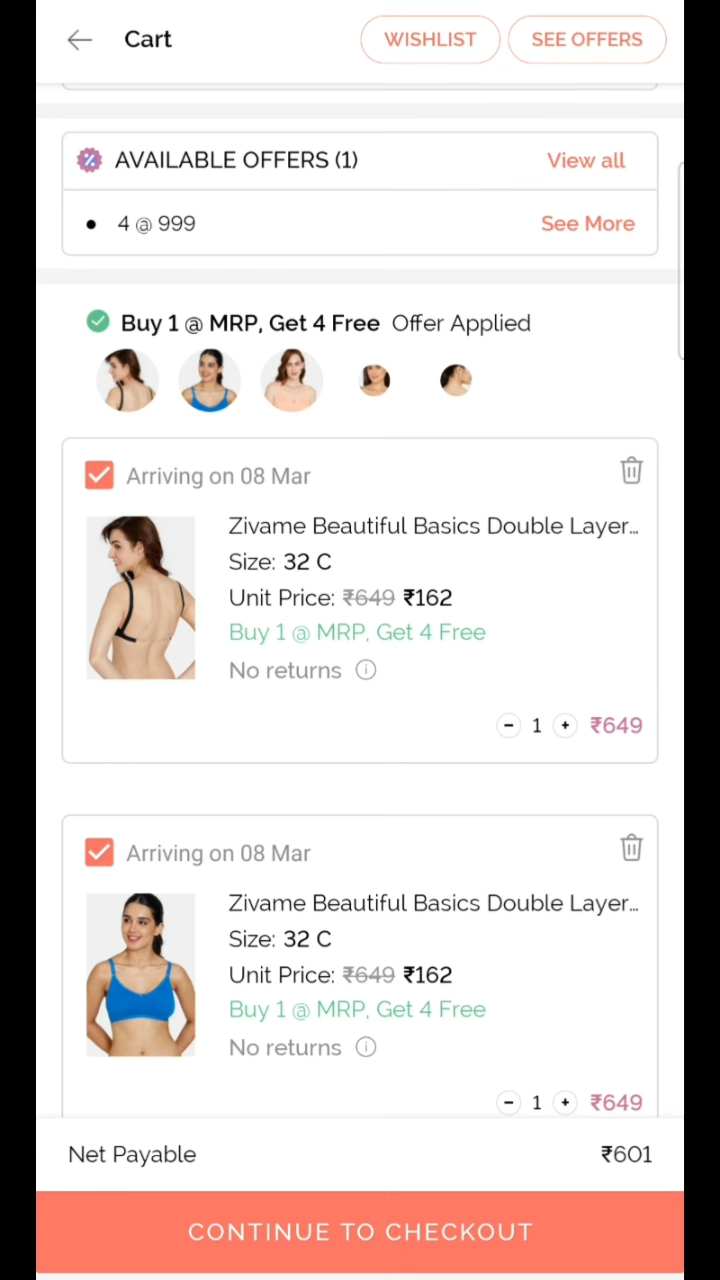 Cart WISHLIST SEE OFFERS
AVAILABLE OFFERS (1) View all
4 @ 999 See More
Buy 1 @ MRP, Get 4 Free Offer Applied
Arriving on 08 Mar
Zivame Beautiful Basics Double Layer...
Size: 32 C
Unit Price: ₹649 ₹162
Buy 1 @ MRP, Get 4 Free
No returns
- 1 + ₹649
Arriving on 08 Mar
Zivame Beautiful Basics Double Layer...
Size: 32 C
Unit Price: ₹649 ₹162
Buy 1 @ MRP, Get 4 Free
No returns
- 1 + ₹649
Net Payable ₹601
CONTINUE TO CHECKOUT